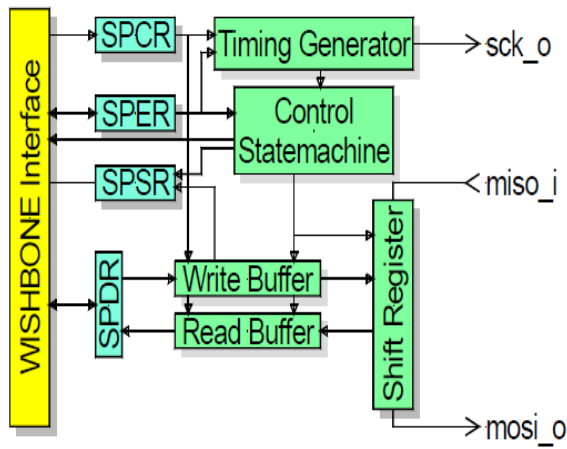 WISHBONE Interface
SPCR
Timing Generator
sck_o
SPER
Control
Statemachine
SPSR
miso_i
SPDR
Write Buffer
Read Buffer
Shift Register
mosi_o